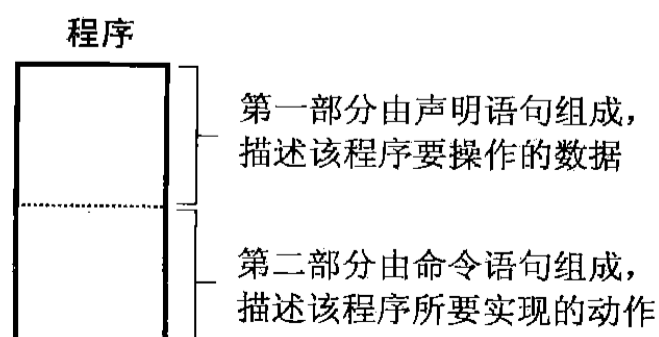 程序
第一部分由声明语句组成，
描述该程序要操作的数据
第二部分由命令语句组成，
描述该程序所要实现的动作